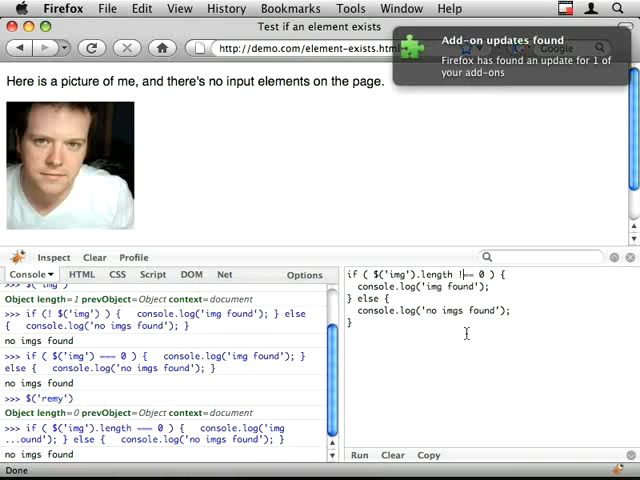 Firefox File Edit View History Bookmarks Tools Window Help
Test if an element exists
http://demo.com/element-exists.html
Add-on updates found
Firefox has found an update for 1 of
your add-ons
Here is a picture of me, and there's no input elements on the page.
Inspect Clear Profile
Console HTML CSS Script DOM Net Options
>>> $('img')
Object length=1 prevObject=Object context=document
>>> if (! $('img') ) { console.log('img found'); } else
{ console.log('no imgs found'); }
no imgs found
>>> if ( $('img') === 0 ) { console.log('img found'); }
else { console.log('no imgs found'); }
no imgs found
>>> $('remy')
Object length=0 prevObject=Object context=document
>>> if ( $('img').length === 0 ) { console.log('img
...ound'); } else { console.log('no imgs found'); }
no imgs found
if ( $('img').length !== 0 ) {
console.log('img found');
} else {
console.log('no imgs found');
}
Run Clear Copy
Done